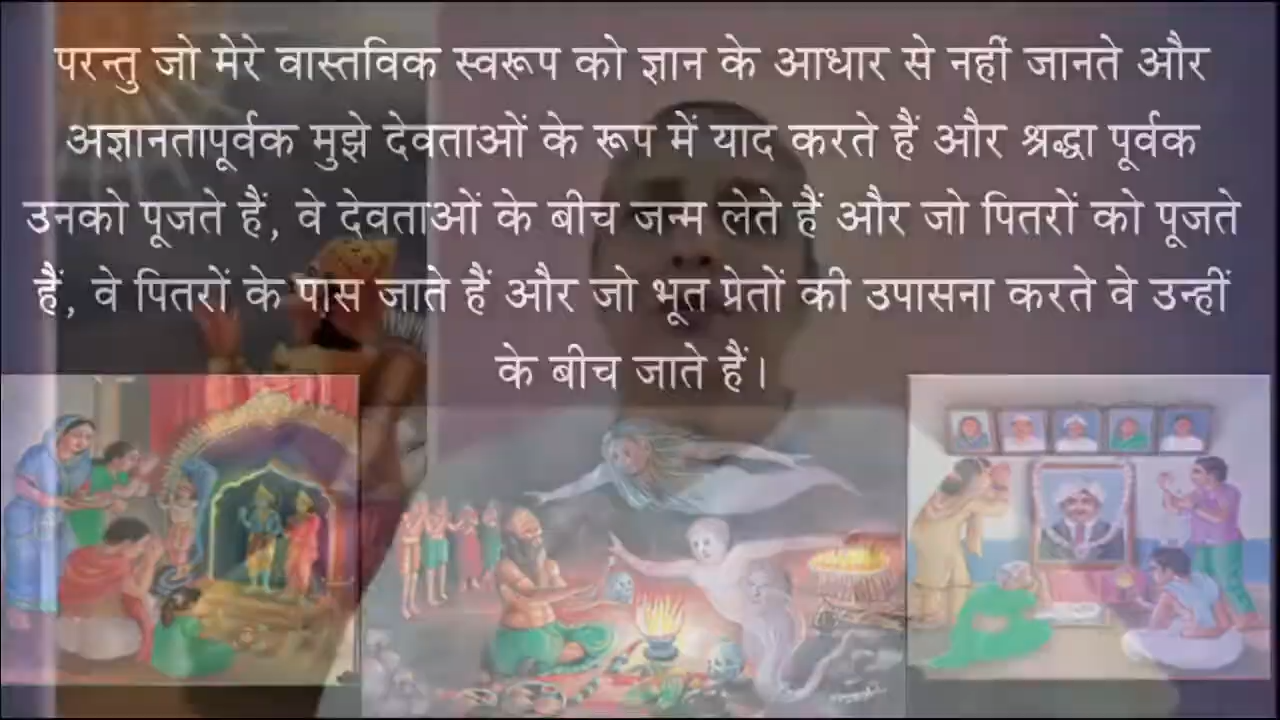 परन्तु जो मेरे वास्तविक स्वरूप को ज्ञान के आधार से नहीं जानते और
अज्ञानतापूर्वक मुझे देवताओं के रूप में याद करते हैं और श्रद्धा पूर्वक
उनको पूजते हैं, वे देवताओं के बीच जन्म लेते हैं और जो पितरों को पूजते
हैं, वे पितरों के पास जाते हैं और जो भूत प्रेतों की उपासना करते वे उन्हीं
के बीच जाते हैं।